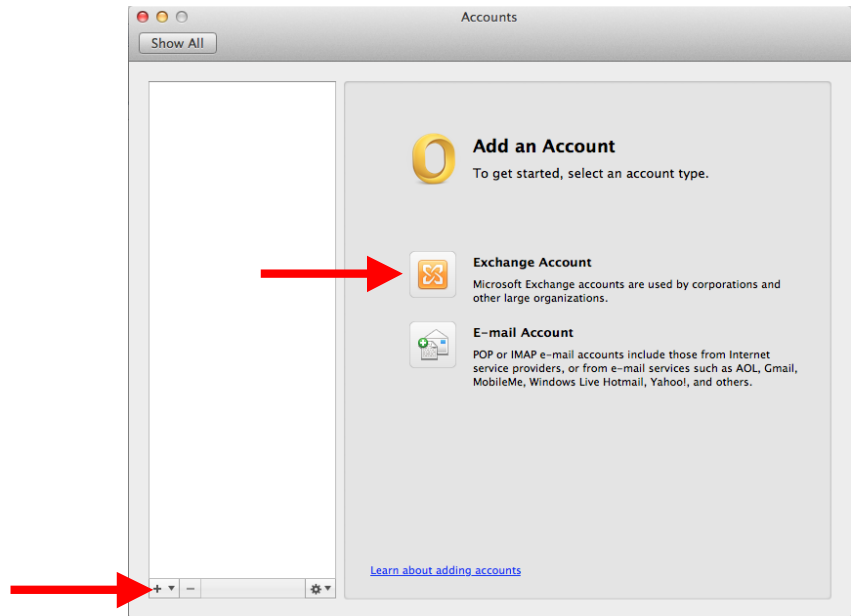 Accounts
Show All
Add an Account
To get started, select an account type.
Exchange Account
Microsoft Exchange accounts are used by corporations and
other large organizations.
E-mail Account
POP or IMAP e-mail accounts include those from Internet
service providers, or from e-mail services such as AOL, Gmail,
MobileMe, Windows Live Hotmail, Yahoo!, and others.
Learn about adding accounts